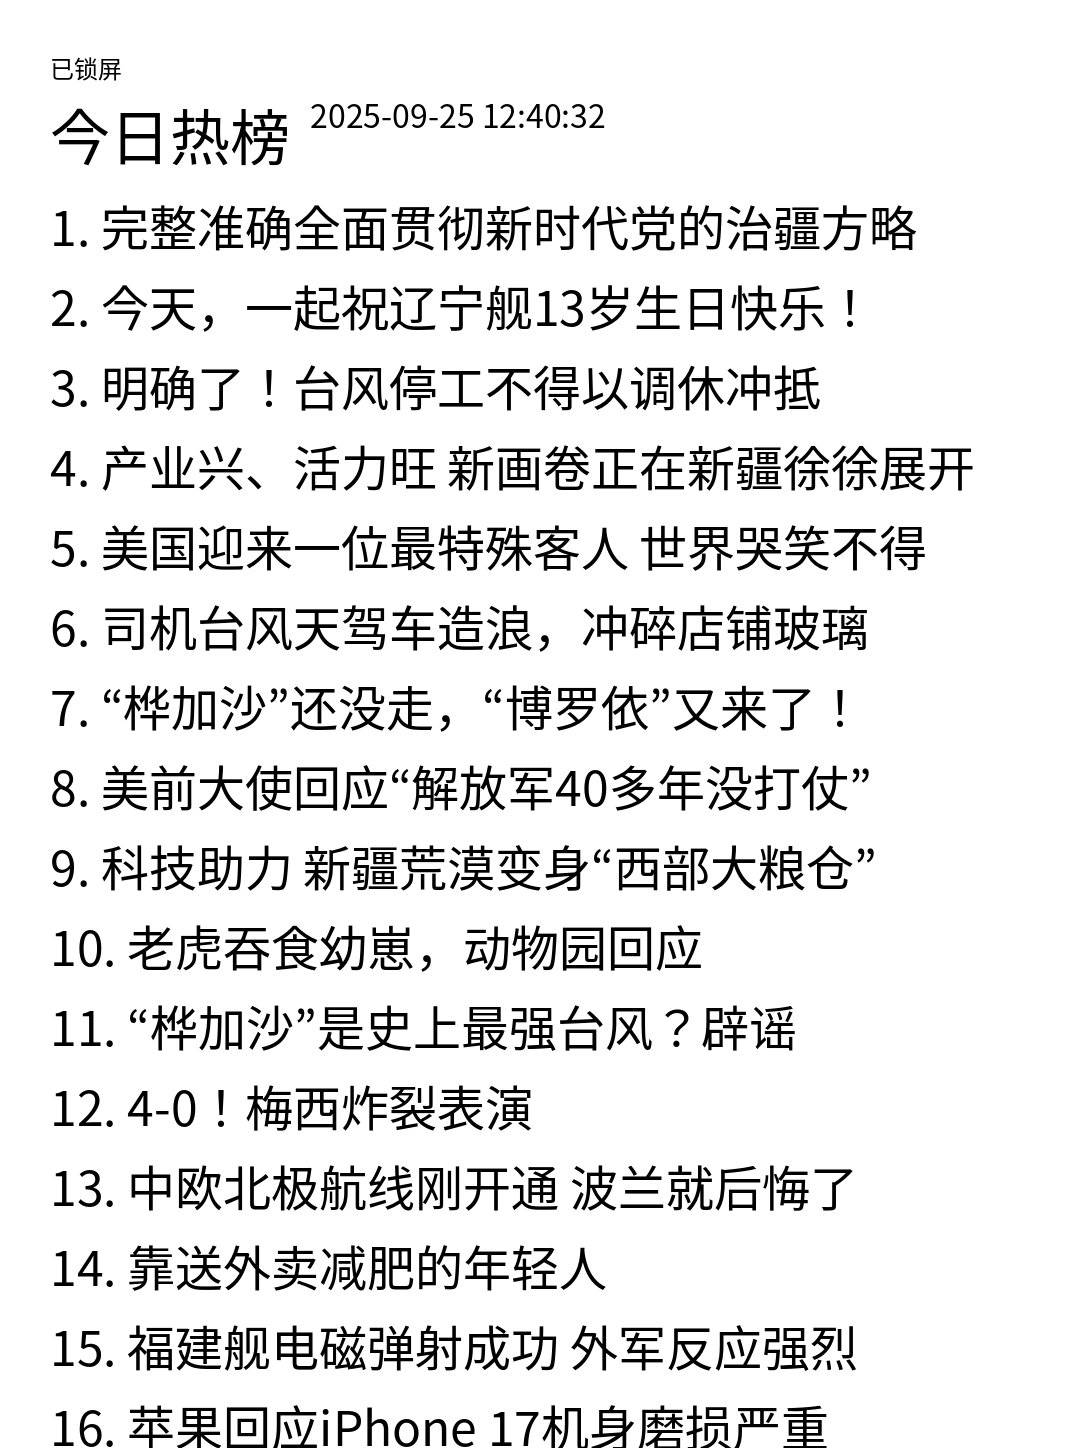 已锁屏
今日热榜 2025-09-25 12:40:32
1. 完整准确全面贯彻新时代党的治疆方略
2. 今天，一起祝辽宁舰13岁生日快乐！
3. 明确了！台风停工不得以调休冲抵
4. 产业兴、活力旺 新画卷正在新疆徐徐展开
5. 美国迎来一位最特殊客人 世界哭笑不得
6. 司机台风天驾车造浪，冲碎店铺玻璃
7. “桦加沙”还没走，“博罗依”又来了！
8. 美前大使回应“解放军40多年没打仗”
9. 科技助力 新疆荒漠变身“西部大粮仓”
10. 老虎吞食幼崽，动物园回应
11. “桦加沙”是史上最强台风？辟谣
12. 4-0！梅西炸裂表演
13. 中欧北极航线刚开通 波兰就后悔了
14. 靠送外卖减肥的年轻人
15. 福建舰电磁弹射成功 外军反应强烈
16. 苹果回应iPhone 17机身磨损严重